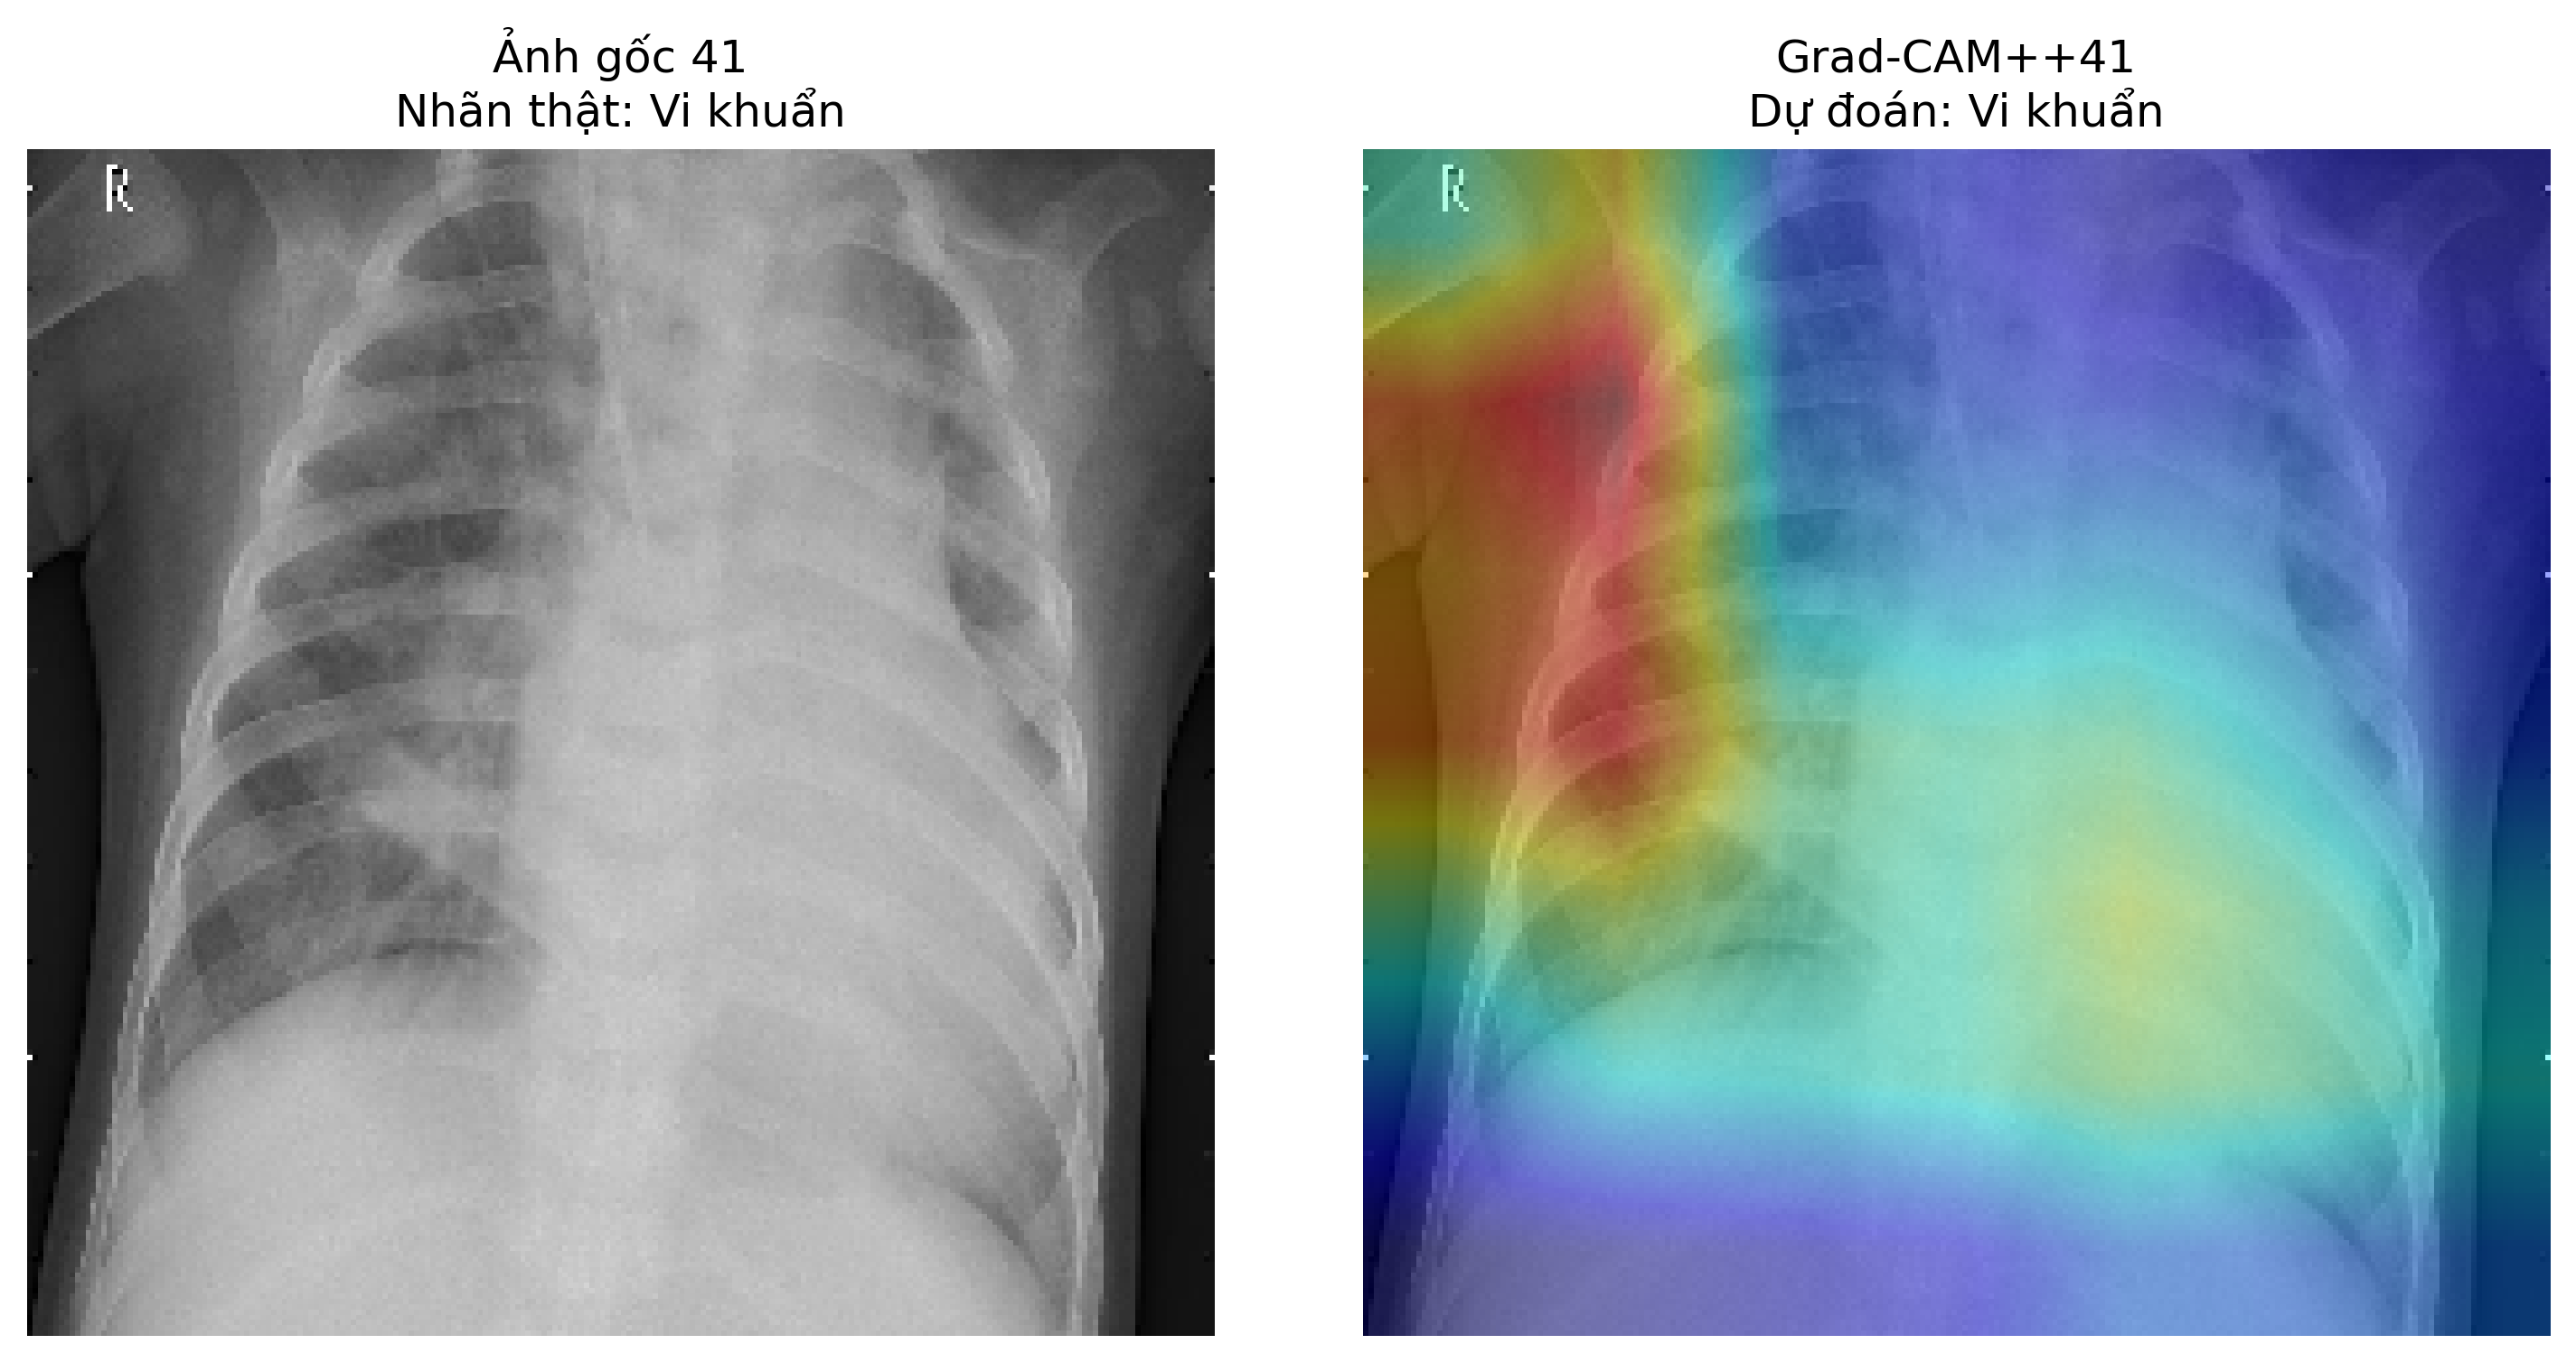 Ảnh gốc 41
Nhãn thật: Vi khuẩn
R
Grad-CAM++41
Dự đoán: Vi khuẩn
R